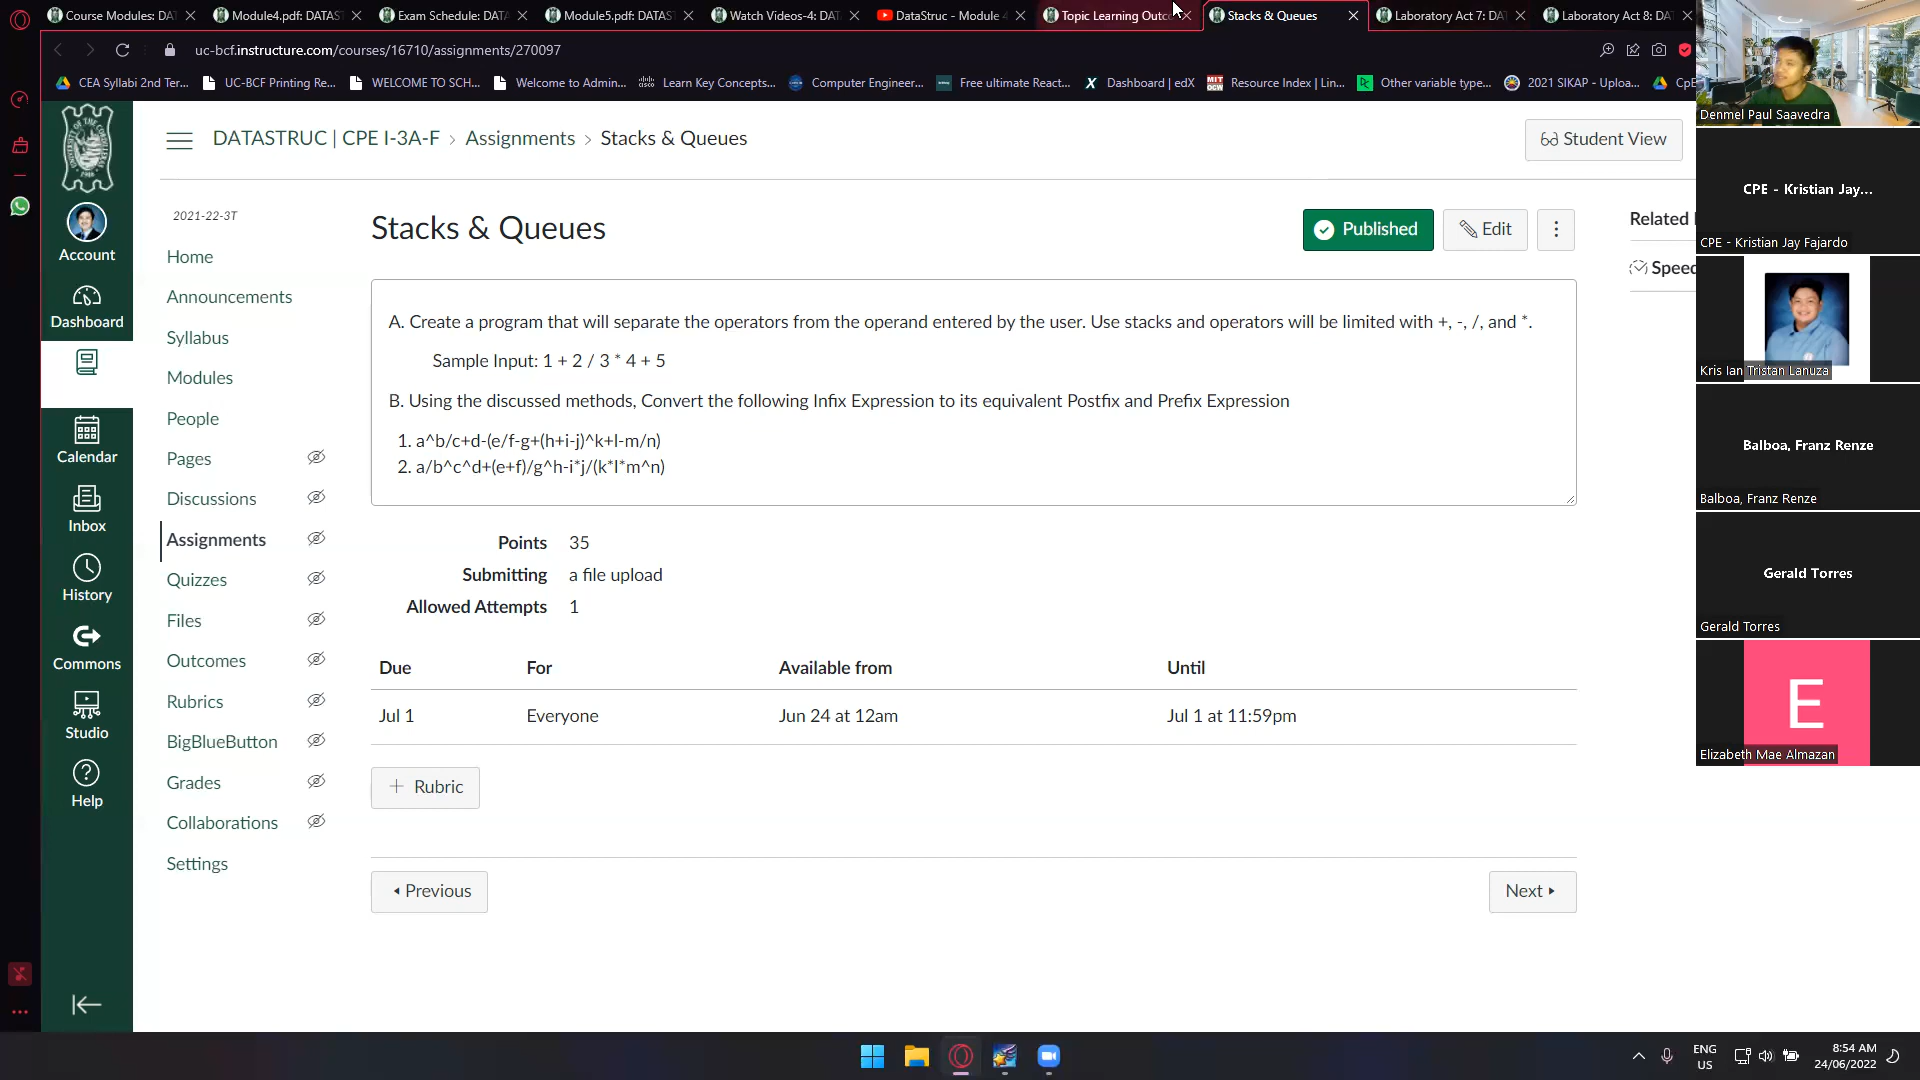 Course Modules: DATA
Module4.pdf: DATAS
Exam Schedule: DATA
Module5.pdf: DATAS
Watch Videos-4: DAT
DataStruc - Module 4
Topic Learning Outco
Stacks & Queues
Laboratory Act 7: DA
Laboratory Act 8: DA
uc-bcf.instructure.com/courses/16710/assignments/270097
CEA Syllabi 2nd Ter...
UC-BCF Printing Re...
WELCOME TO SCH...
Welcome to Admin...
Learn Key Concepts...
Computer Engineer...
Free ultimate React...
Dashboard | edX
Resource Index | Lin...
Other variable type...
2021 SIKAP - Uploa...
CpE
DATASTRUC | CPE I-3A-F > Assignments > Stacks & Queues
Student View
Account
Dashboard
Calendar
Inbox
History
Commons
Studio
Help
2021-22-3T
Home
Announcements
Syllabus
Modules
People
Pages
Discussions
Assignments
Quizzes
Files
Outcomes
Rubrics
BigBlueButton
Grades
Collaborations
Settings
Stacks & Queues
Published
Edit
Related
Speed
A. Create a program that will separate the operators from the operand entered by the user. Use stacks and operators will be limited with +, -, /, and *.
Sample Input: 1 + 2 / 3 * 4 + 5
B. Using the discussed methods, Convert the following Infix Expression to its equivalent Postfix and Prefix Expression
1. a^b/c+d-(e/f-g+(h+i-j)^k+l-m/n)
2. a/b^c^d+(e+f)/g^h-i*j/(k*l*m^n)
Points 35
Submitting a file upload
Allowed Attempts 1
Due For Available from Until
Jul 1 Everyone Jun 24 at 12am Jul 1 at 11:59pm
+ Rubric
Previous
Next
Denmel Paul Saavedra
CPE - Kristian Jay...
CPE - Kristian Jay Fajardo
Kris Ian Tristan Lanuza
Balboa, Franz Renze
Balboa, Franz Renze
Gerald Torres
Gerald Torres
E
Elizabeth Mae Almazan
ENG
US
8:54 AM
24/06/2022